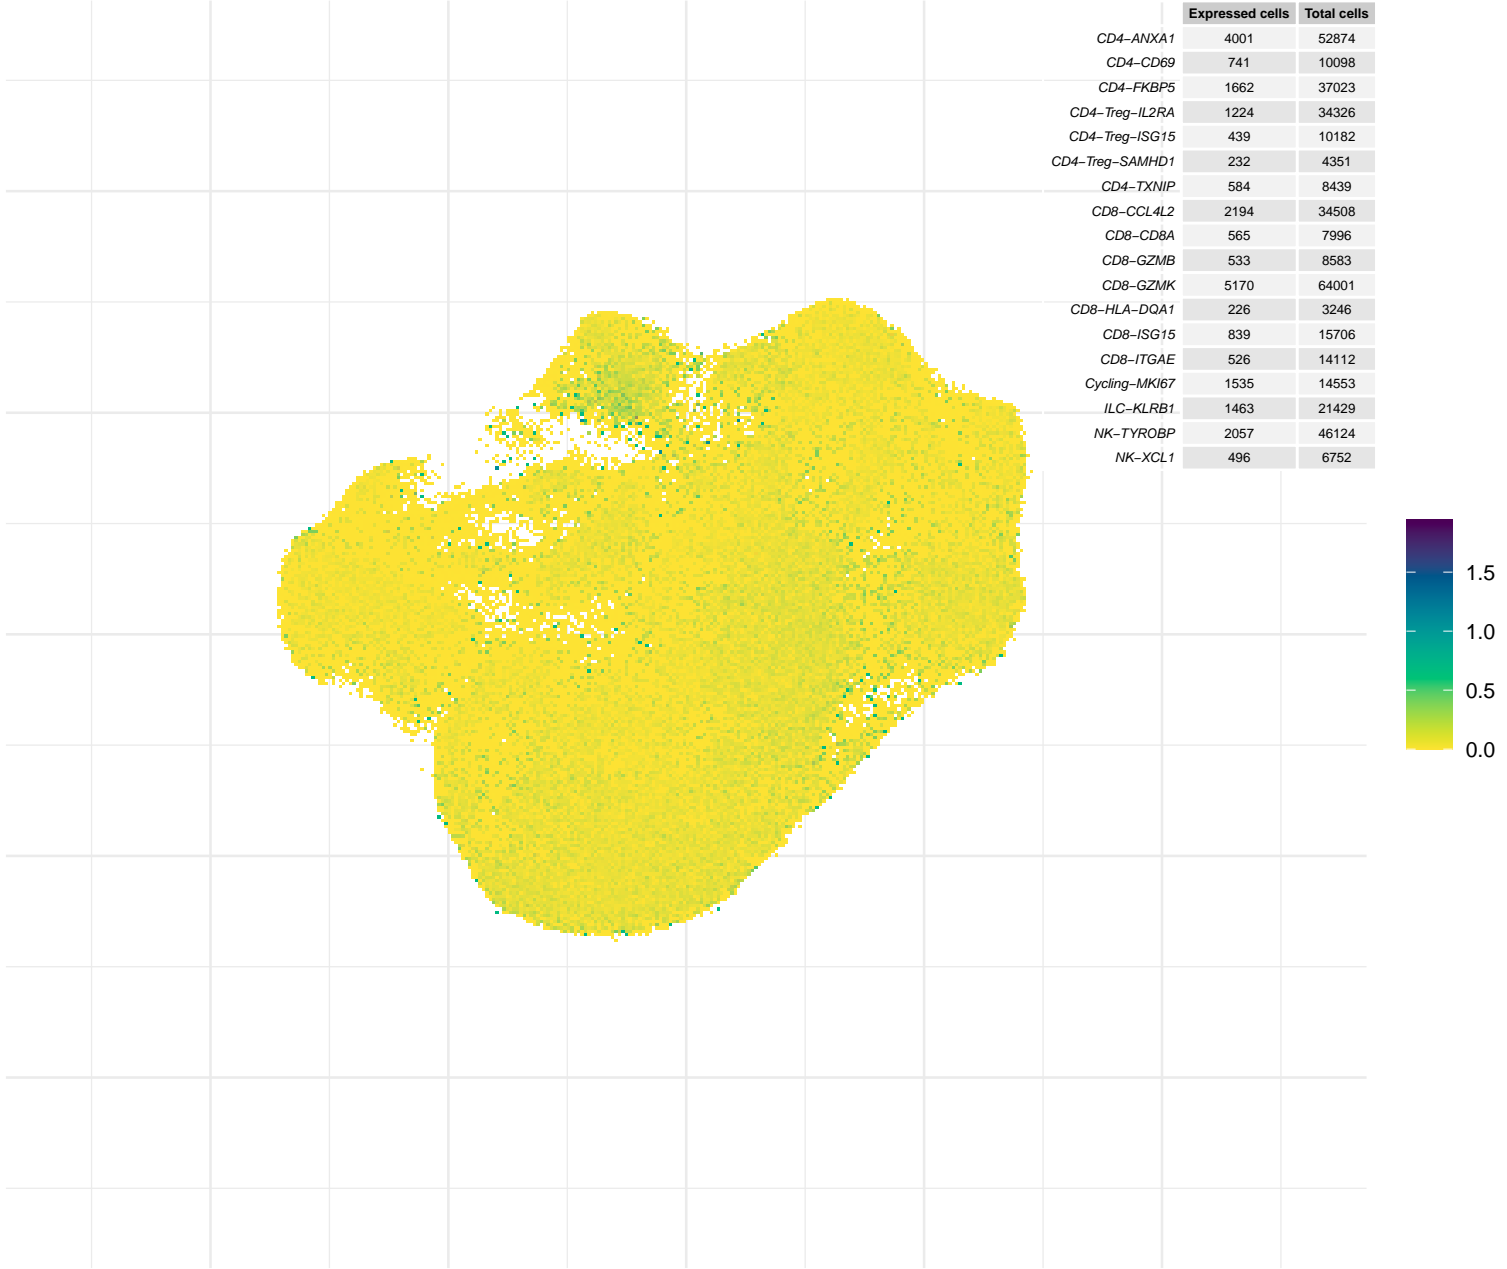 Expressed cells Total cells
CD4−ANXA1 4001 52874
CD4−CD69 741 10098
CD4−FKBP5 1662 37023
CD4−Treg−IL2RA 1224 34326
CD4−Treg−ISG15 439 10182
CD4−Treg−SAMHD1 232 4351
CD4−TXNIP 584 8439
CD8−CCL4L2 2194 34508
CD8−CD8A 565 7996
CD8−GZMB 533 8583
CD8−GZMK 5170 64001
CD8−HLA−DQA1 226 3246
CD8−ISG15 839 15706
CD8−ITGAE 526 14112
Cycling−MKI67 1535 14553
ILC−KLRB1 1463 21429
NK−TYROBP 2057 46124
NK−XCL1 496 6752
1.5
1.0
0.5
0.0